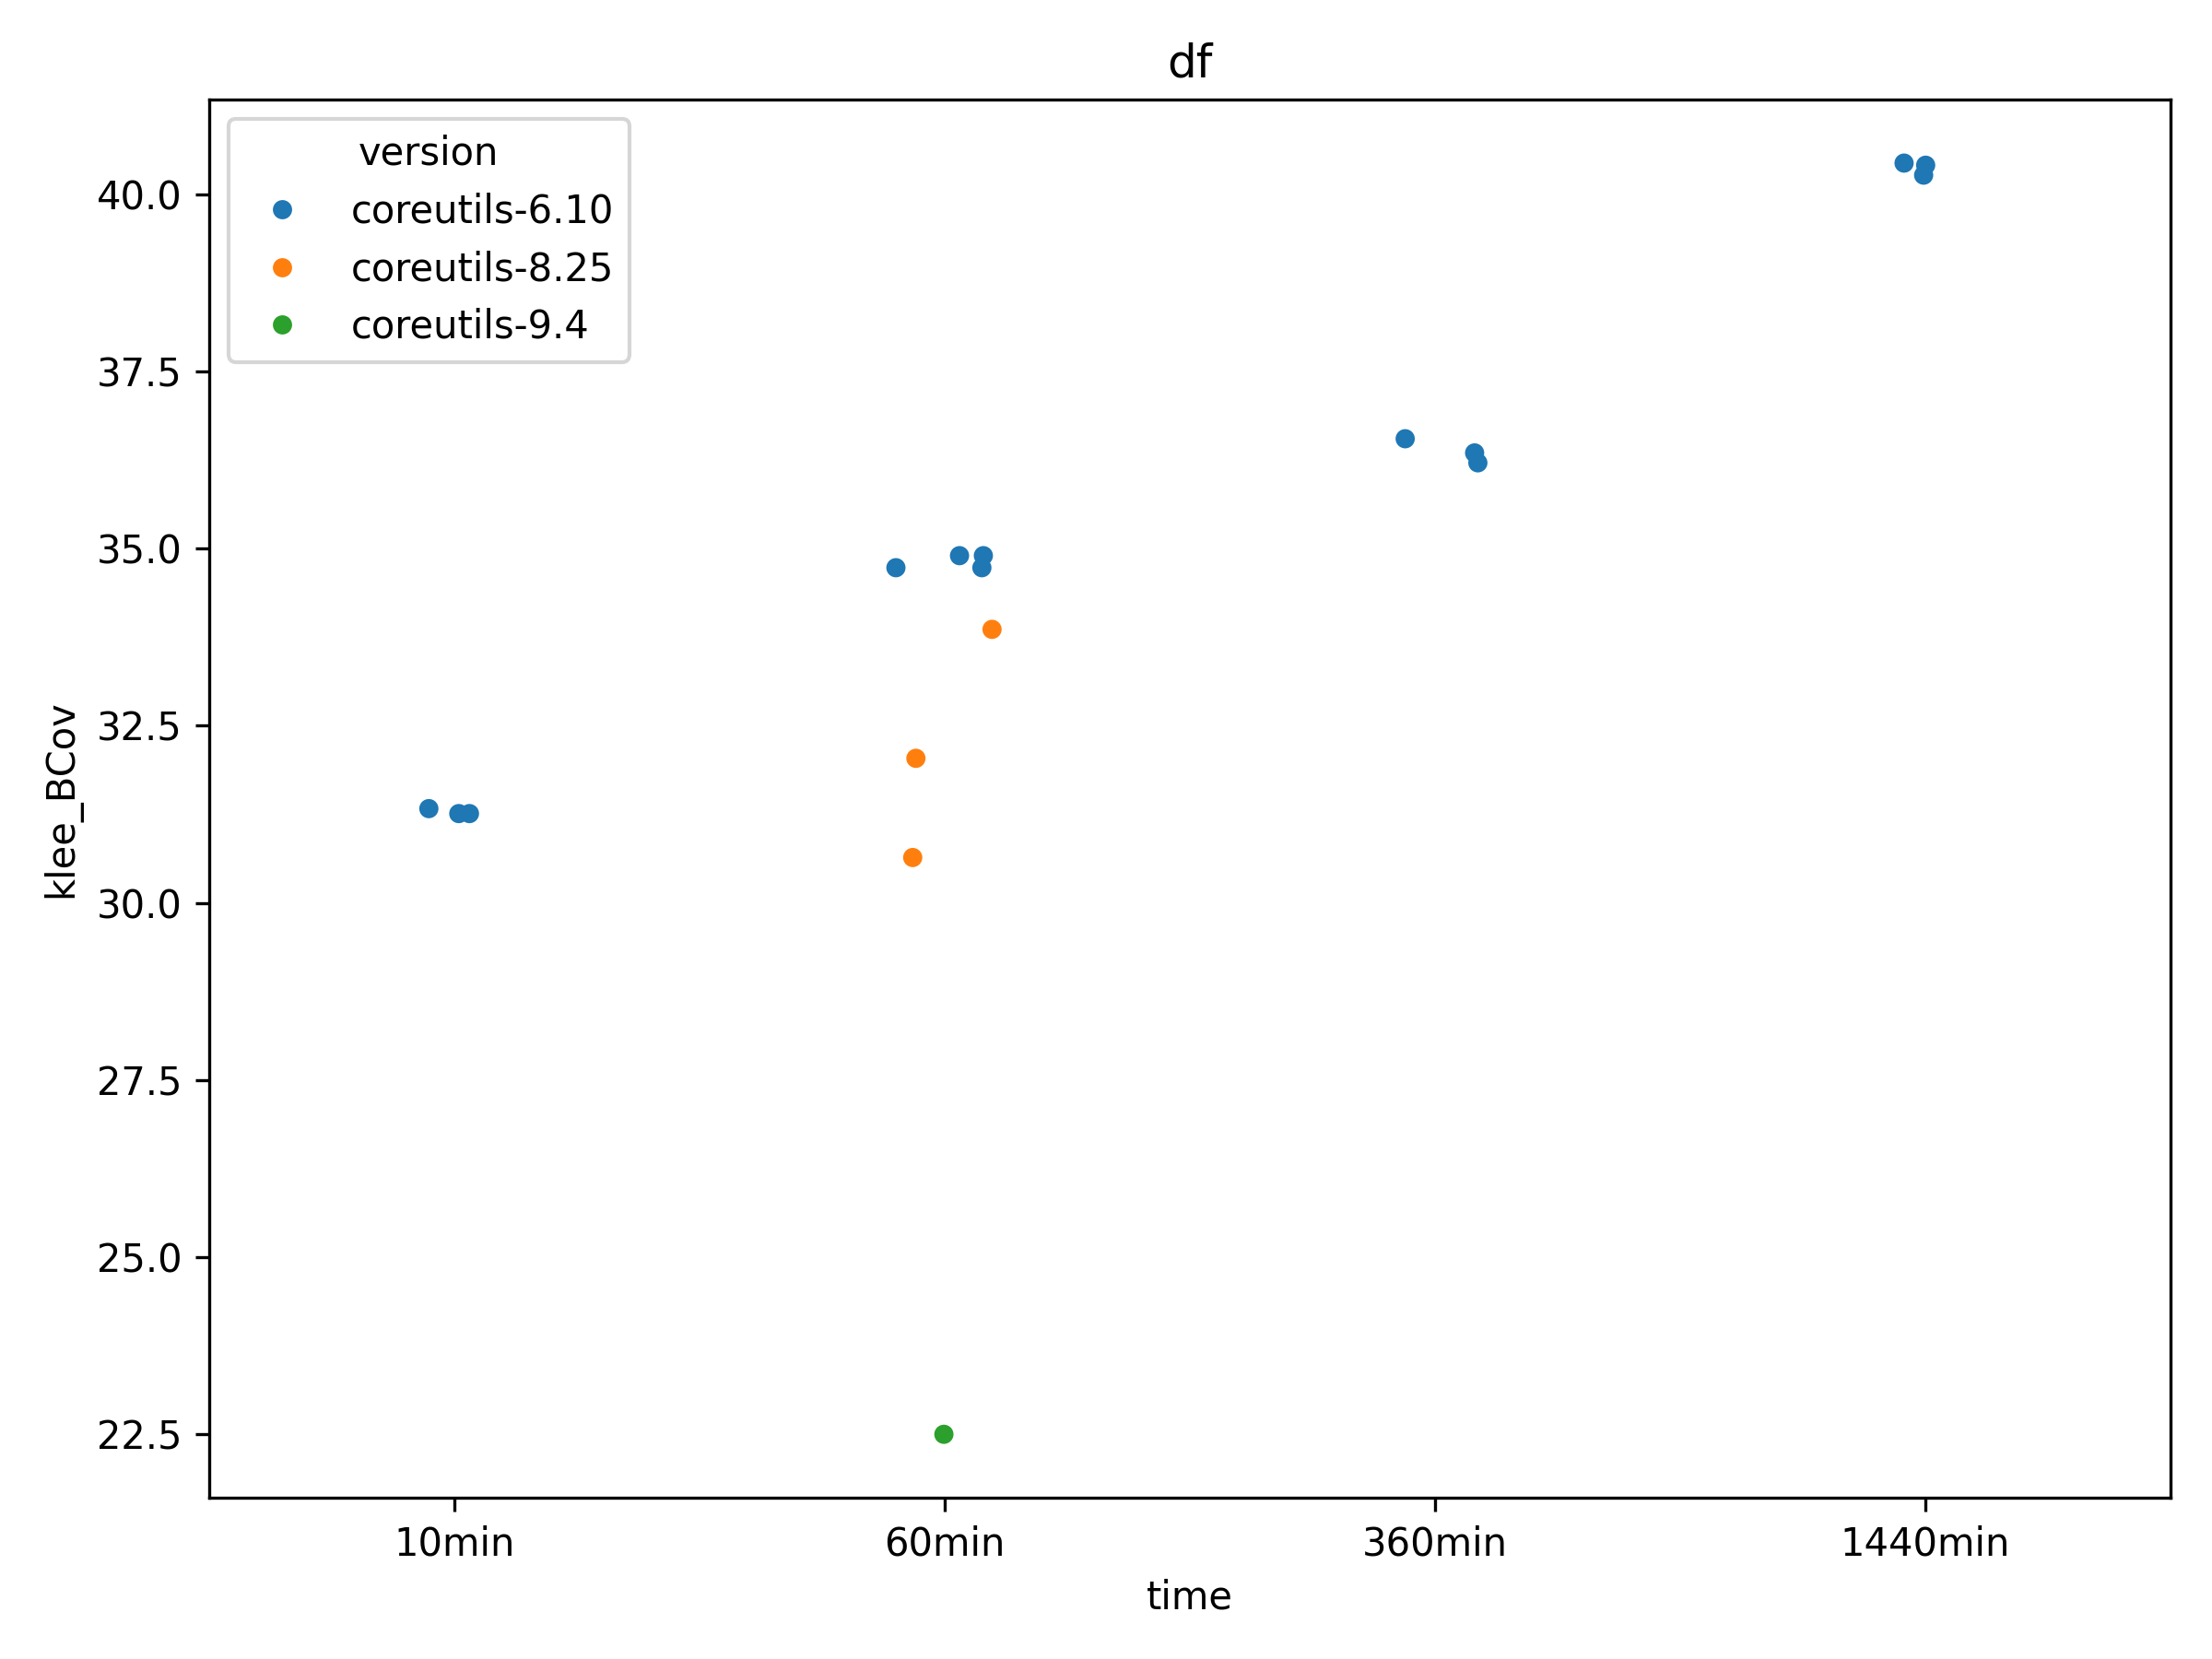 df
version
coreutils-6.10
coreutils-8.25
coreutils-9.4
klee_BCov
40.0
37.5
35.0
32.5
30.0
27.5
25.0
22.5
10min
60min
360min
1440min
time